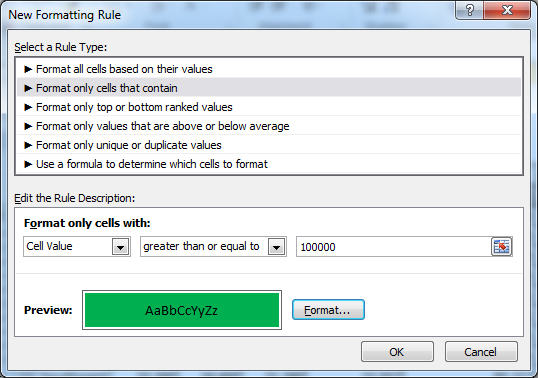 New Formatting Rule
Select a Rule Type:
► Format all cells based on their values
► Format only cells that contain
► Format only top or bottom ranked values
► Format only values that are above or below average
► Format only unique or duplicate values
► Use a formula to determine which cells to format
Edit the Rule Description:
Format only cells with:
Cell Value greater than or equal to 100000
Preview: AaBbCcYyZz Format...
OK Cancel